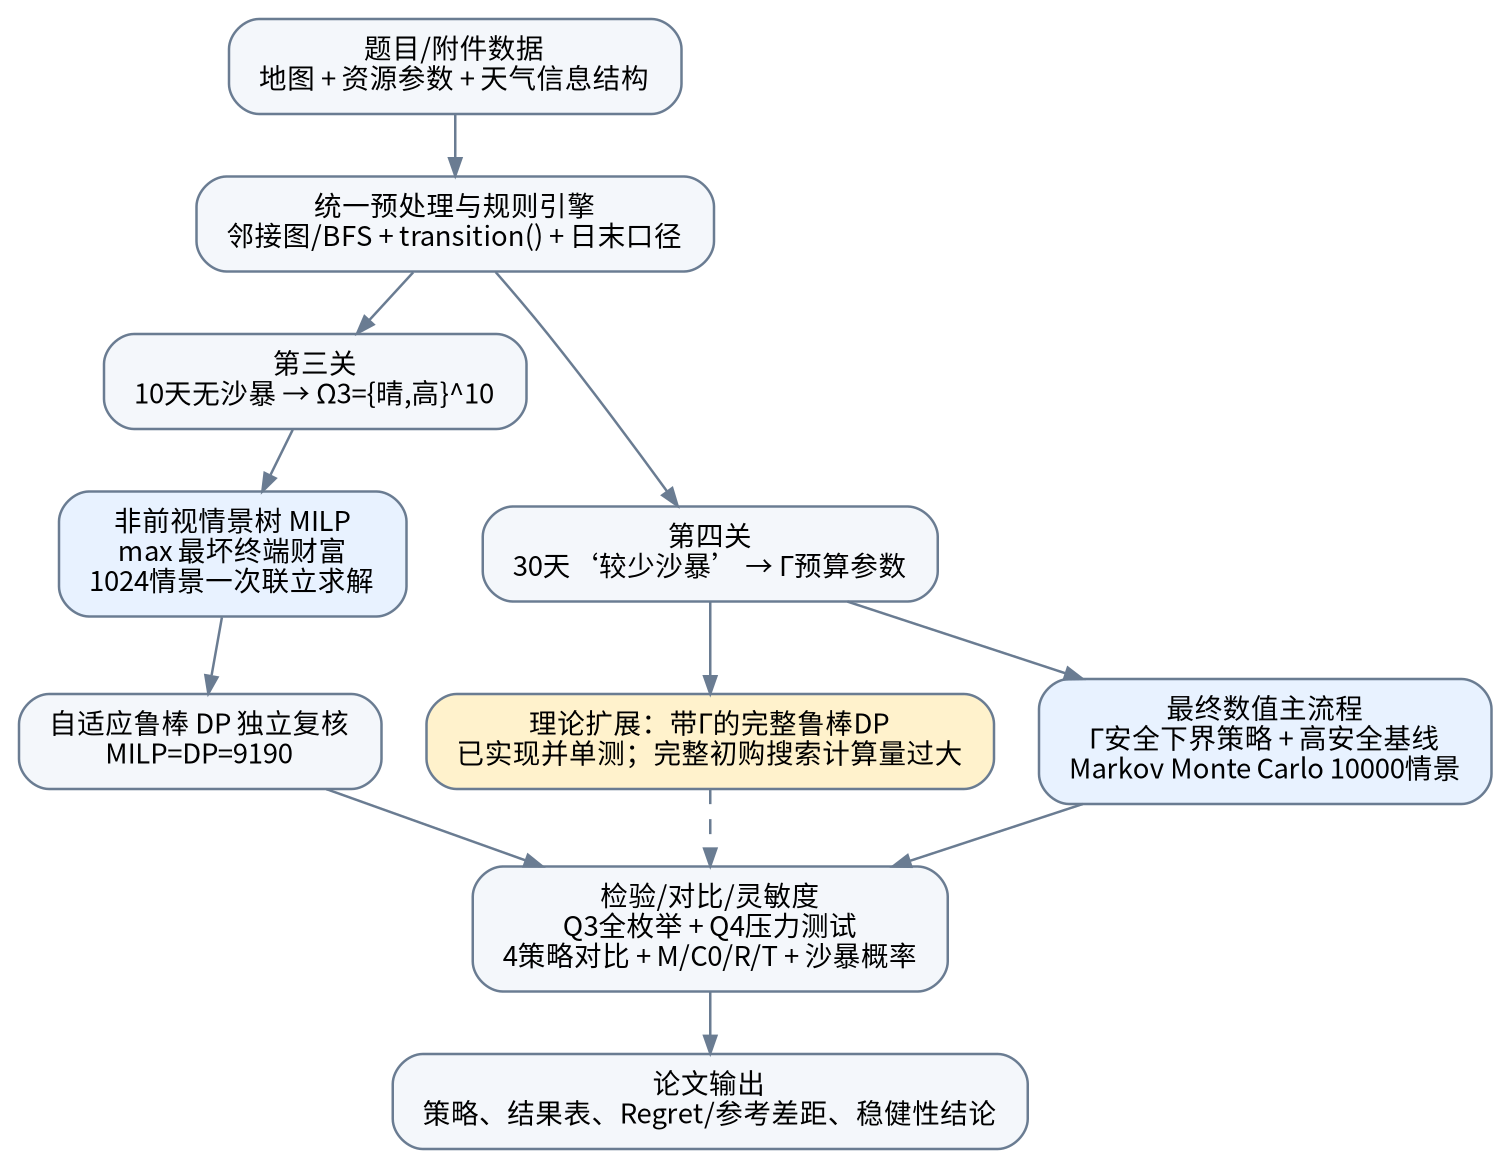 题目/附件数据
地图 + 资源参数 + 天气信息结构
统一预处理与规则引擎
邻接图/BFS + transition() + 日末口径
第三关
10天无沙暴 → Ω3={晴,高}^10
非前视情景树 MILP
max 最坏终端财富
1024情景一次联立求解
第四关
30天‘较少沙暴’ → Γ预算参数
自适应鲁棒 DP 独立复核
MILP=DP=9190
理论扩展：带Γ的完整鲁棒DP
已实现并单测；完整初购搜索计算量过大
最终数值主流程
Γ安全下界策略 + 高安全基线
Markov Monte Carlo 10000情景
检验/对比/灵敏度
Q3全枚举 + Q4压力测试
4策略对比 + M/C0/R/T + 沙暴概率
论文输出
策略、结果表、Regret/参考差距、稳健性结论